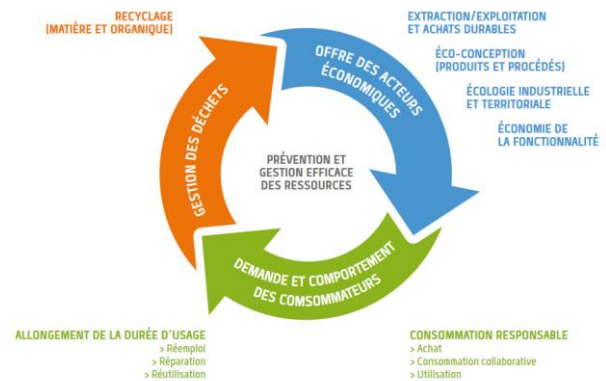 RECYCLAGE
(MATIÈRE ET ORGANIQUE)
EXTRACTION/EXPLOITATION
ET ACHATS DURABLES
ÉCO-CONCEPTION
(PRODUITS ET PROCÉDÉS)
ÉCOLOGIE INDUSTRIELLE
ET TERRITORIALE
ÉCONOMIE DE
LA FONCTIONNALITÉ
OFFRE DES ACTEURS
ÉCONOMIQUES
GESTION DES DÉCHETS
PRÉVENTION ET
GESTION EFFICACE
DES RESSOURCES
DEMANDE ET COMPORTEMENT
DES COMSOMMATEURS
ALLONGEMENT DE LA DURÉE D'USAGE
> Réemploi
> Réparation
> Réutilisation
CONSOMMATION RESPONSABLE
> Achat
> Consommation collaborative
> Utilisation